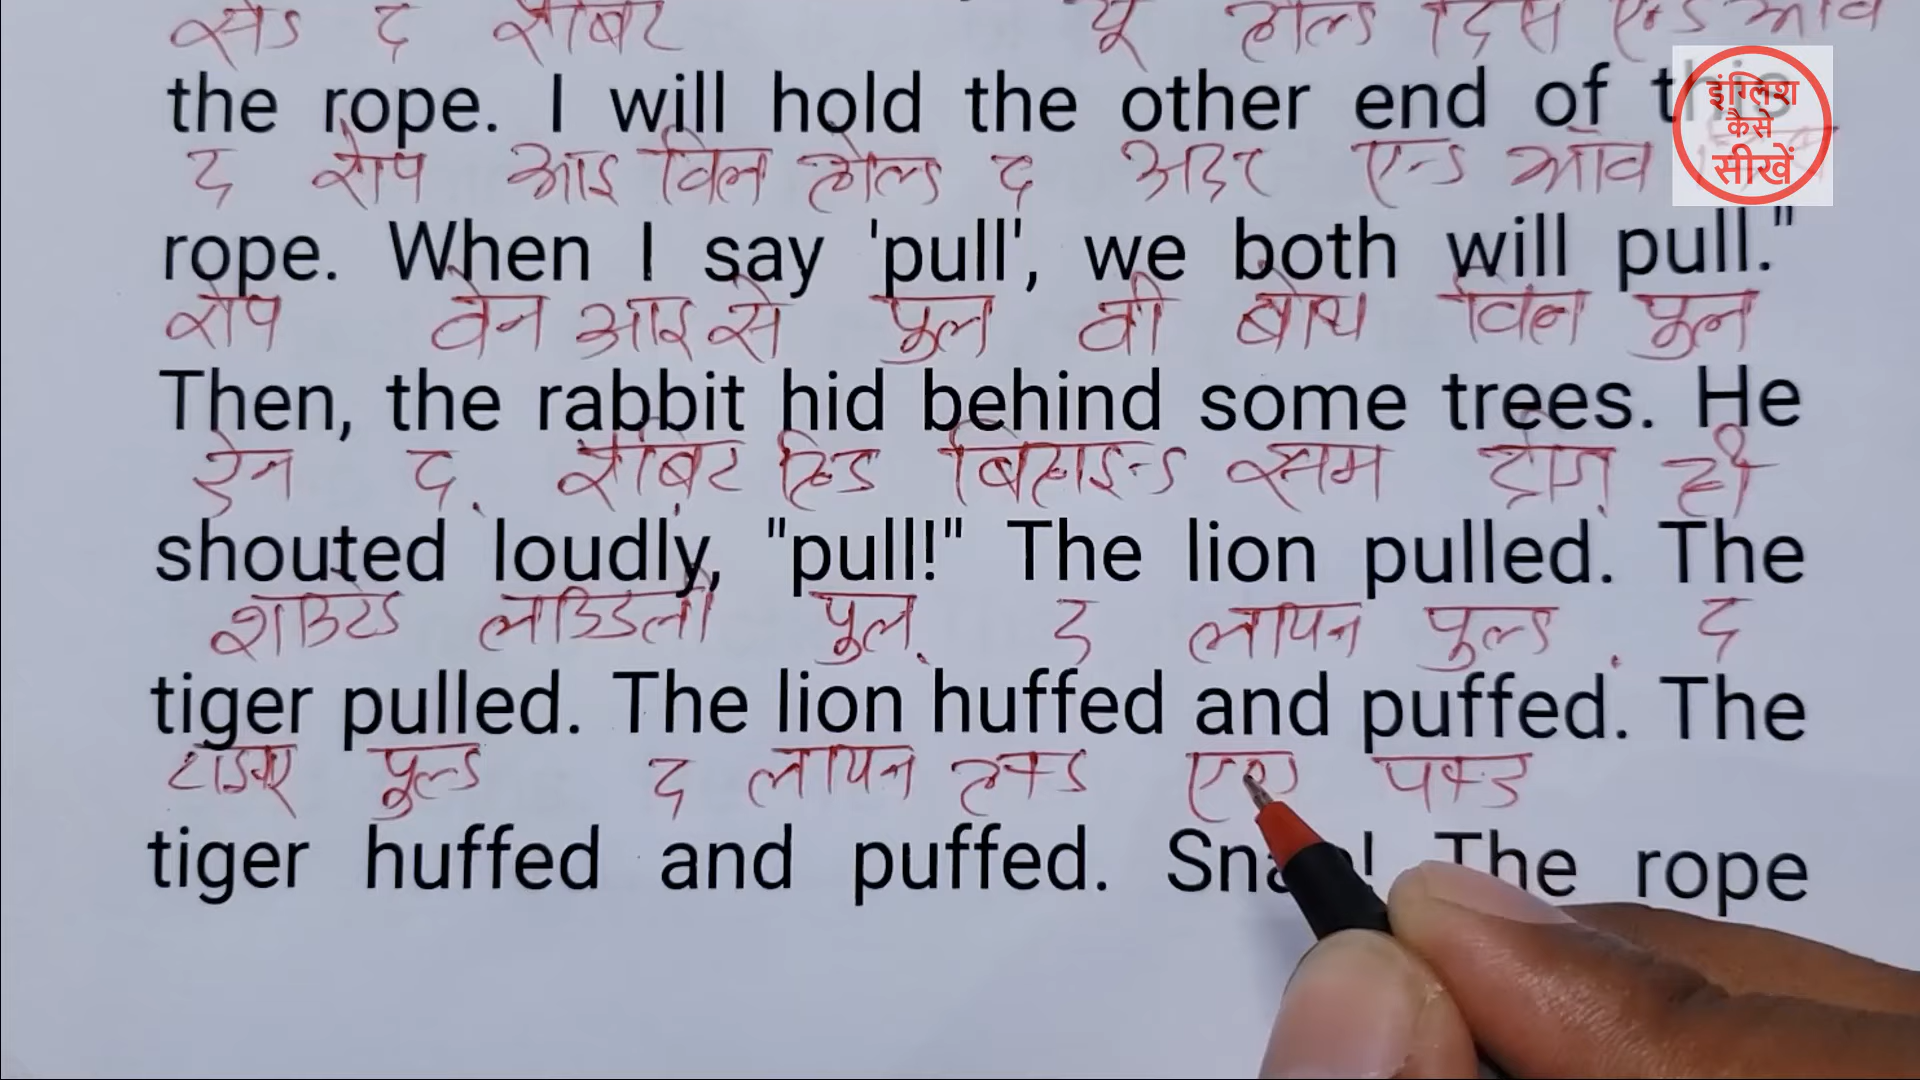 सेड द रैबिट यू होल्ड दिस एन्ड ऑव
the rope. I will hold the other end of this
द रोप आइ विल होल्ड द अदर एन्ड ऑव
इंग्लिश
कैसे
सीखें
rope. When I say 'pull', we both will pull."
रोप वेन आइ से पुल वी बोथ विल पुल
Then, the rabbit hid behind some trees. He
देन द रैबिट हिड बिहाइन्ड सम ट्रीज़ ही
shouted loudly, "pull!" The lion pulled. The
शाउटेड लाउडली पुल द लायन पुल्ड द
tiger pulled. The lion huffed and puffed. The
टाइगर पुल्ड द लायन हफ्ड पफ्ड
tiger huffed and puffed. The rope